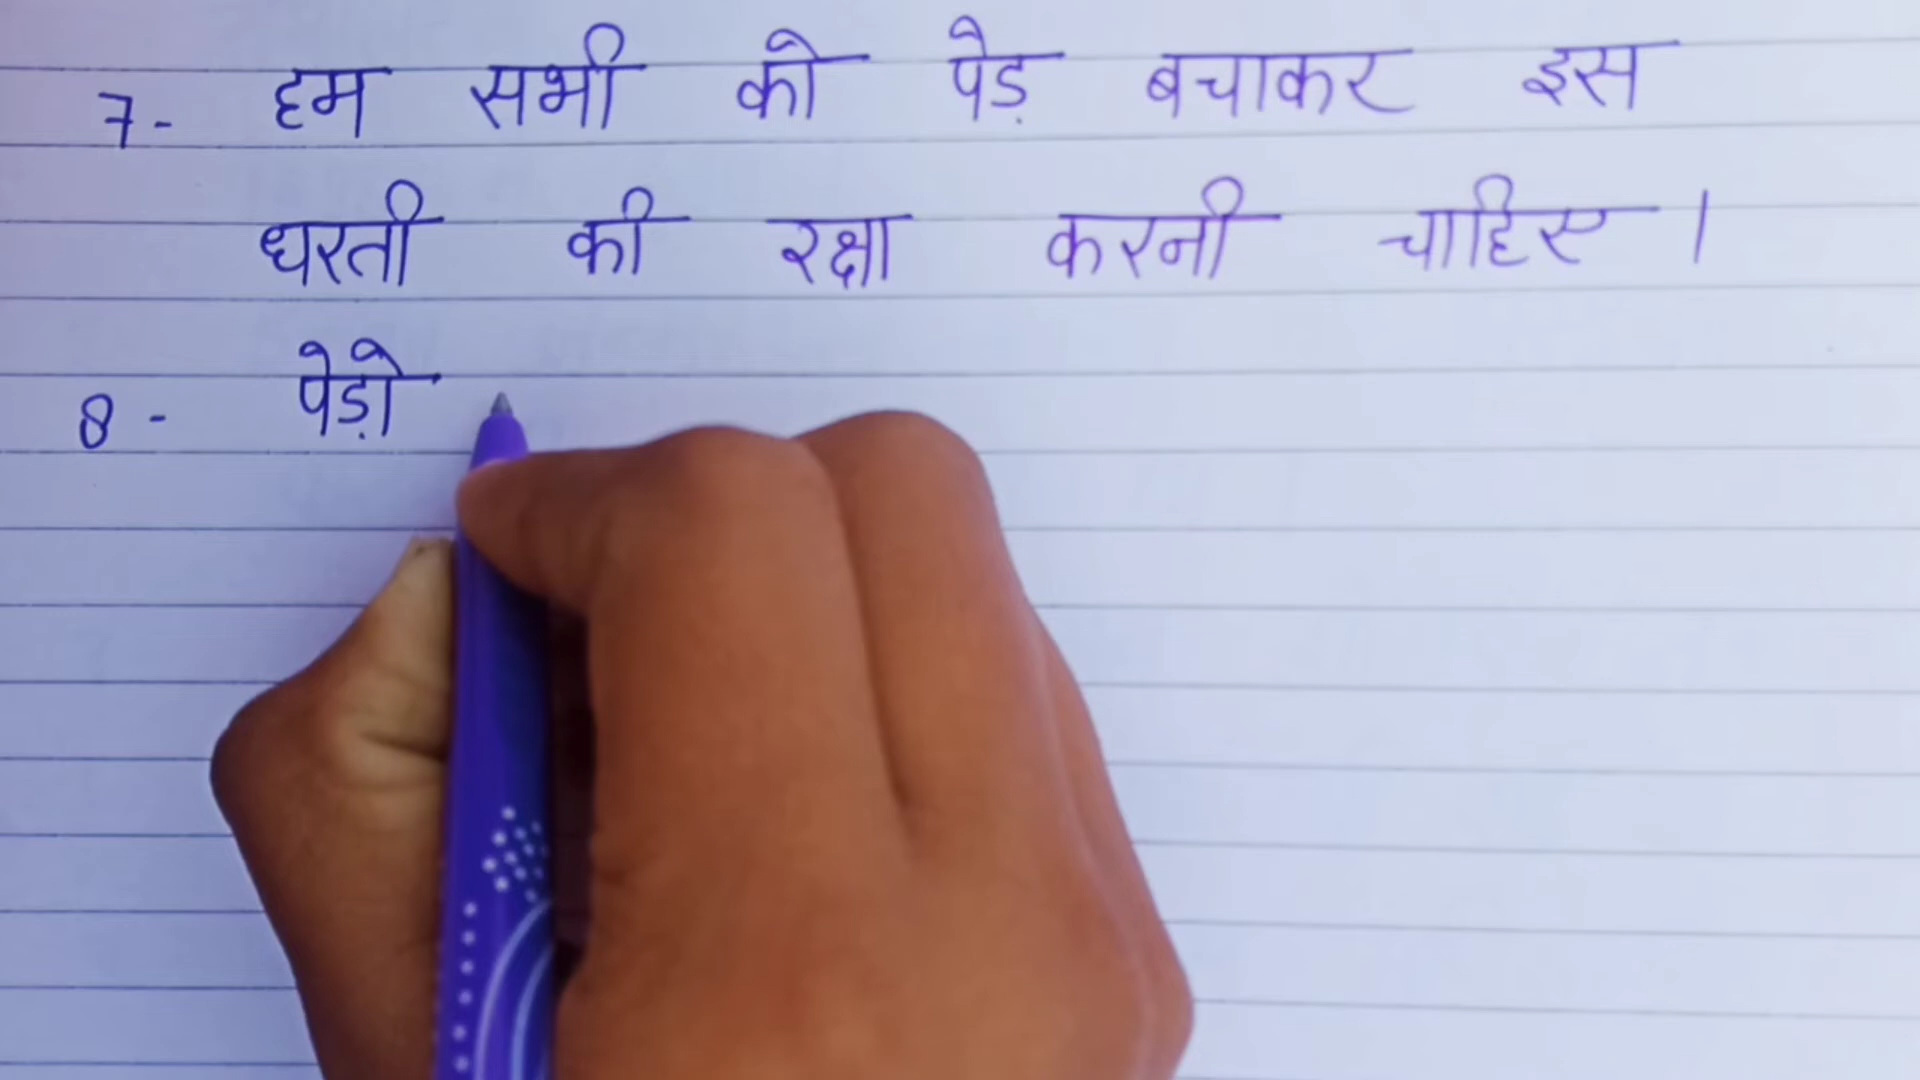 7- हम सभी को पेड़ बचाकर इस
धरती की रक्षा करनी चाहिए ।
8 - पेड़ो